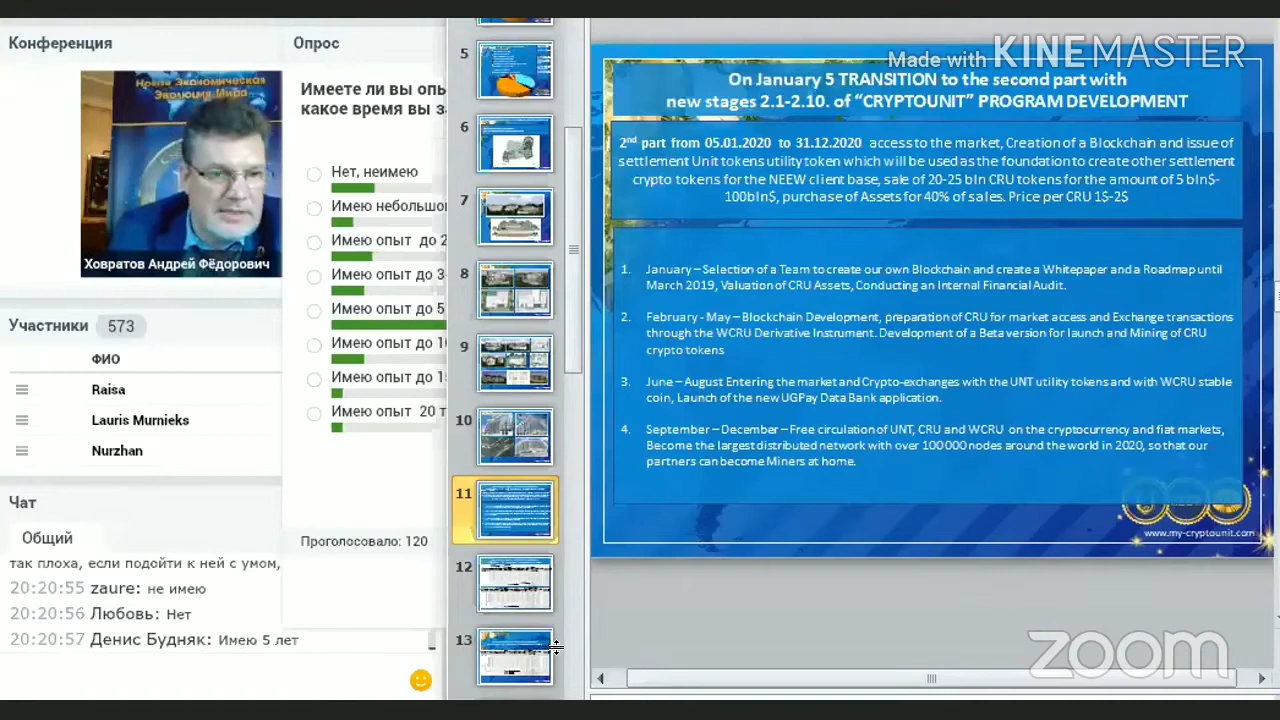 Конференция
Новая Экономическая
Эволюция Мира
Ховратов Андрей Фёдорович
Участники 573
ФИО
Raisa
Lauris Murnieks
Nurzhan
Чат
Общий
так плоха, если подойти к ней с умом,
20:20:55 zaure: не имею
20:20:56 Любовь: Нет
20:20:57 Денис Будняк: Имею 5 лет
Опрос
Имеете ли вы
какое время вы
Нет, неимею
Имею
Имею опыт до 2
Имею опыт до 3
Имею опыт до 5
Имею опыт до
Имею опыт до
Имею опыт 20
Проголосовало: 120
5
6
7
8
9
10
11
12
13
Made with KINEMASTER
On January 5 TRANSITION to the second part with
new stages 2.1-2.10. of “CRYPTOUNIT” PROGRAM DEVELOPMENT
2nd part from 05.01.2020 to 31.12.2020 access to the market, Creation of a Blockchain and issue of
settlement Unit tokens utility token which will be used as the foundation to create other settlement
crypto tokens for the NEEW client base, sale of 20-25 bln CRU tokens for the amount of 5 bln$-
100bln$, purchase of Assets for 40% of sales. Price per CRU 1$-2$
1. January – Selection of a Team to create our own Blockchain and create a Whitepaper and a Roadmap until
March 2019, Valuation of CRU Assets, Conducting an Internal Financial Audit.
2. February - May – Blockchain Development, preparation of CRU for market access and Exchange transactions
through the WCRU Derivative Instrument. Development of a Beta version for launch and Mining of CRU
crypto tokens
3. June – August Entering the market and Crypto-exchanges with the UNT utility tokens and with WCRU stable
coin, Launch of the new UGPay Data Bank application.
4. September – December – Free circulation of UNT, CRU and WCRU on the cryptocurrency and fiat markets,
Become the largest distributed network with over 100 000 nodes around the world in 2020, so that our
partners can become Miners at home.
www.my-cryptounit.com
zoom